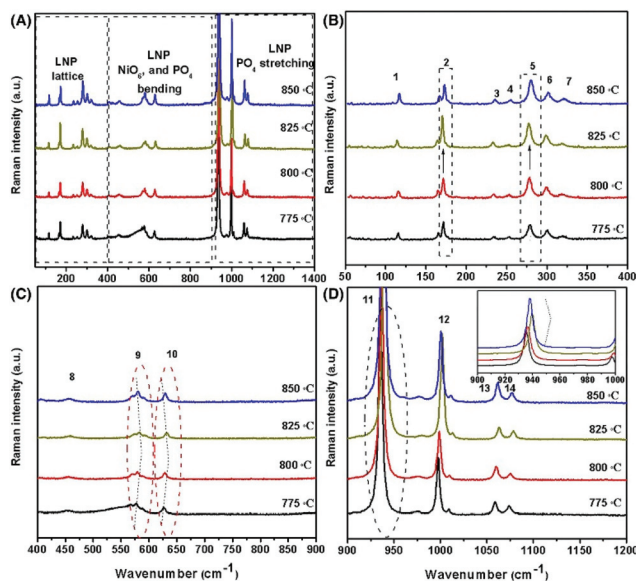 (A)
LNP lattice
LNP
NiO6, and PO4
bending
LNP
PO4 stretching
850 °C
825 °C
800 °C
775 °C
Raman intensity (a.u.)
200 400 600 800 1000 1200 1400
(B)
1 2 3 4 5 6 7
850 °C
825 °C
800 °C
775 °C
Raman intensity (a.u.)
50 100 150 200 250 300 350 400
(C)
8 9 10
850 °C
825 °C
800 °C
775 °C
Raman intensity (a.u.)
400 450 500 550 600 650 700 750 800 850 900
Wavenumber (cm-1)
(D)
11 12 13 14
900 920 940 960 980 1000
850 °C
825 °C
800 °C
775 °C
Raman intensity (a.u.)
900 950 1000 1050 1100 1150 1200
Wavenumber (cm-1)